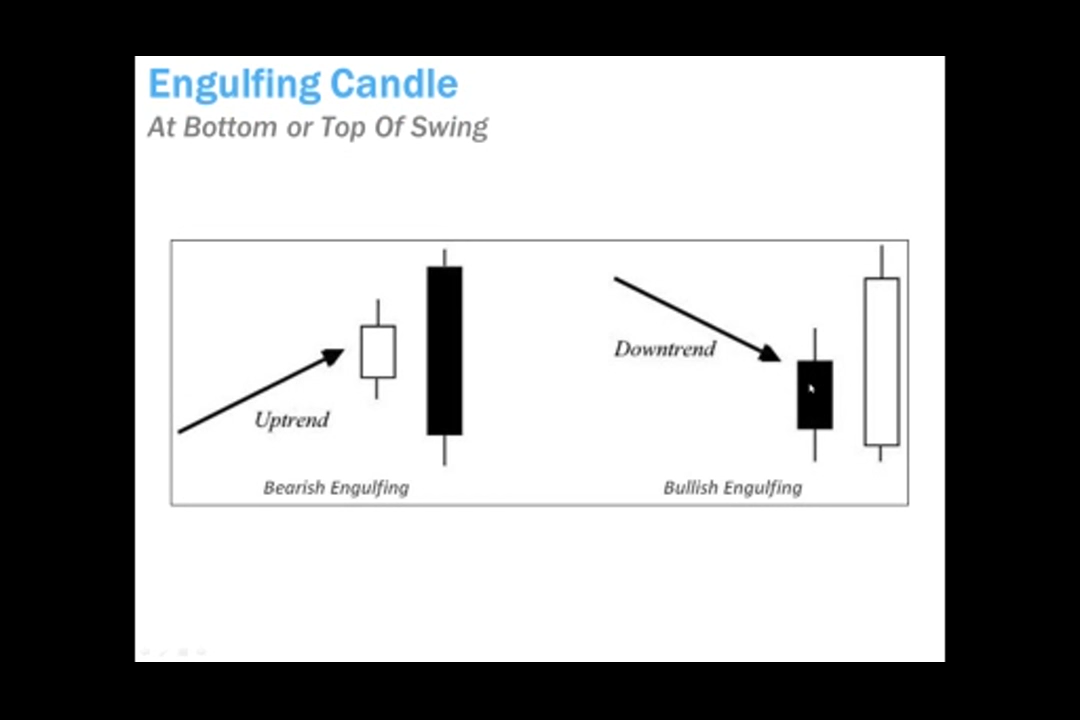 Engulfing Candle
At Bottom or Top Of Swing
Uptrend
Bearish Engulfing
Downtrend
Bullish Engulfing